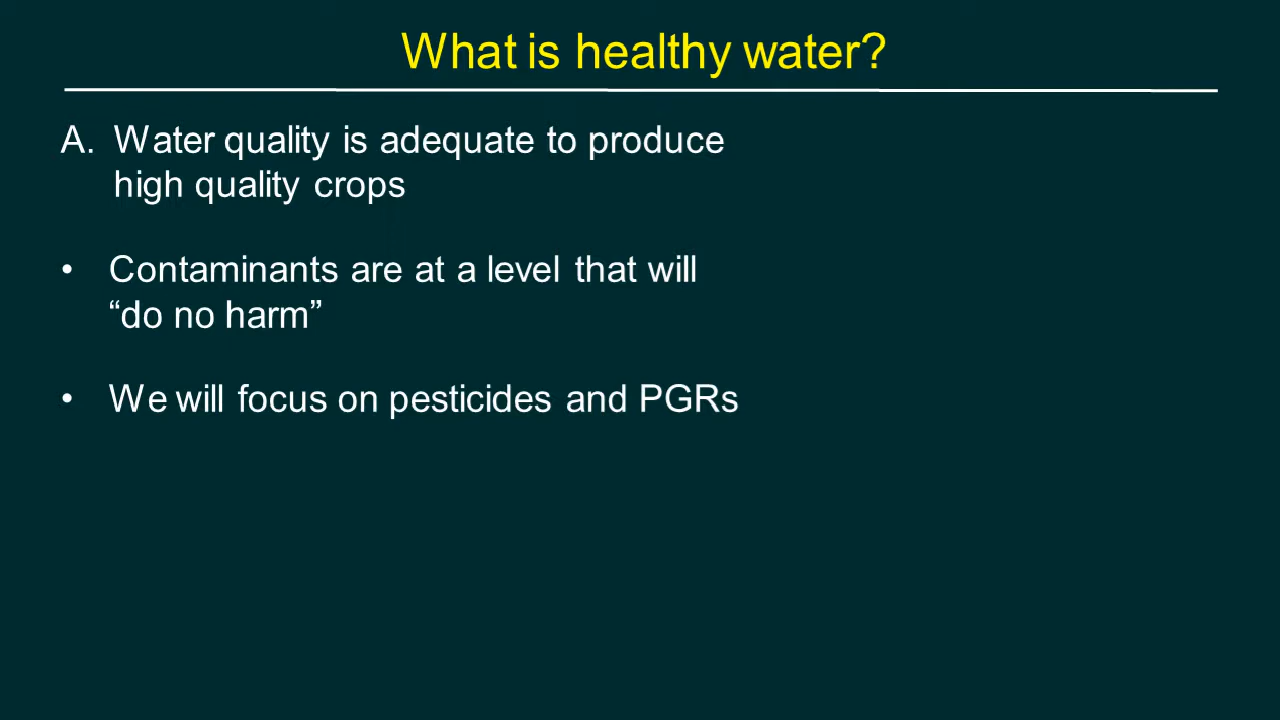 What is healthy water?
A. Water quality is adequate to produce
high quality crops
• Contaminants are at a level that will
“do no harm”
• We will focus on pesticides and PGRs